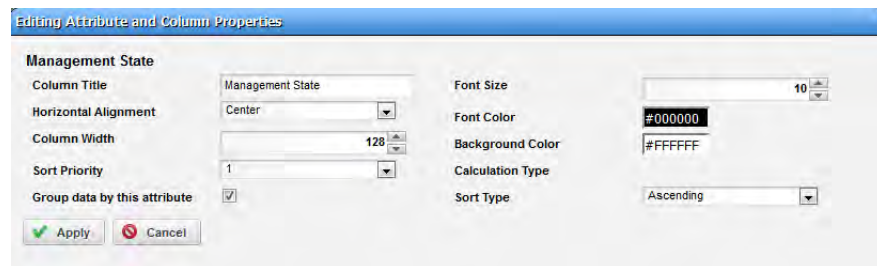 Editing Attribute and Column Properties
Management State
Column Title Management State Font Size 10
Horizontal Alignment Center Font Color #000000
Column Width 128 Background Color #FFFFFF
Sort Priority 1 Calculation Type
Group data by this attribute Sort Type Ascending
Apply Cancel